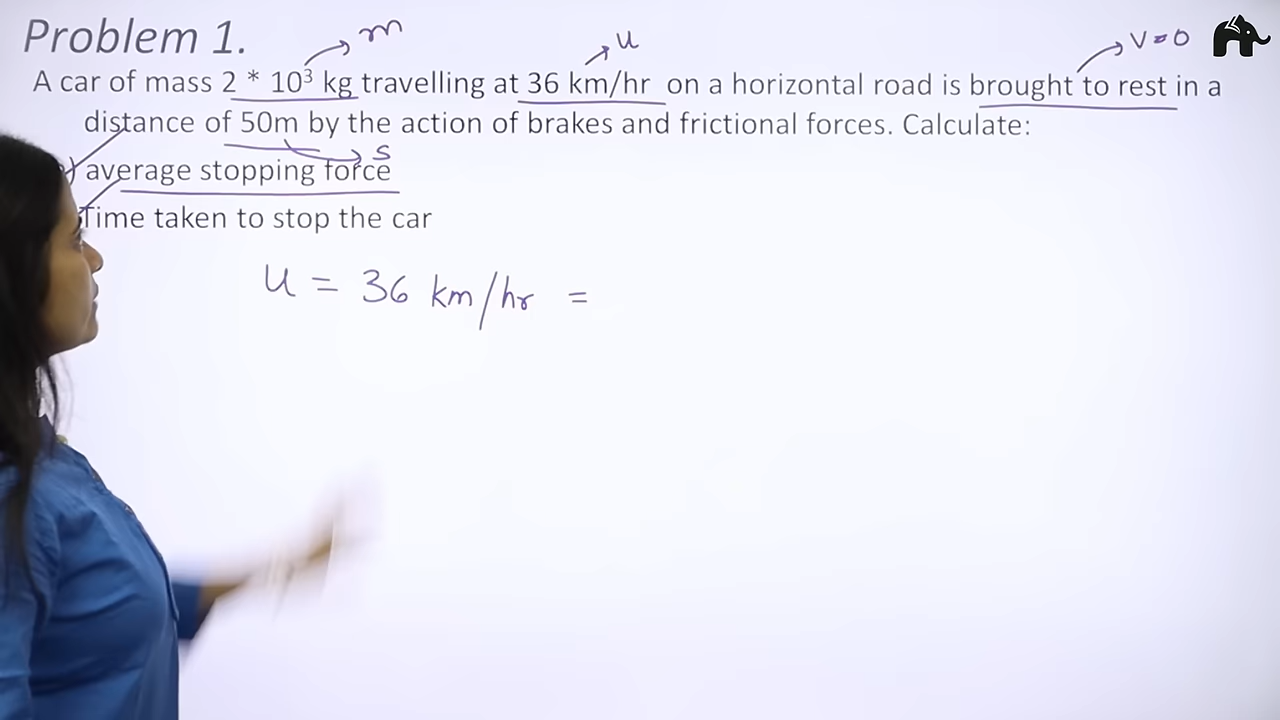 Problem 1.
m
u
V=0
A car of mass 2 * 10³ kg travelling at 36 km/hr on a horizontal road is brought to rest in a
distance of 50m by the action of brakes and frictional forces. Calculate:
s
) average stopping force
Time taken to stop the car
u = 36 km/hr =